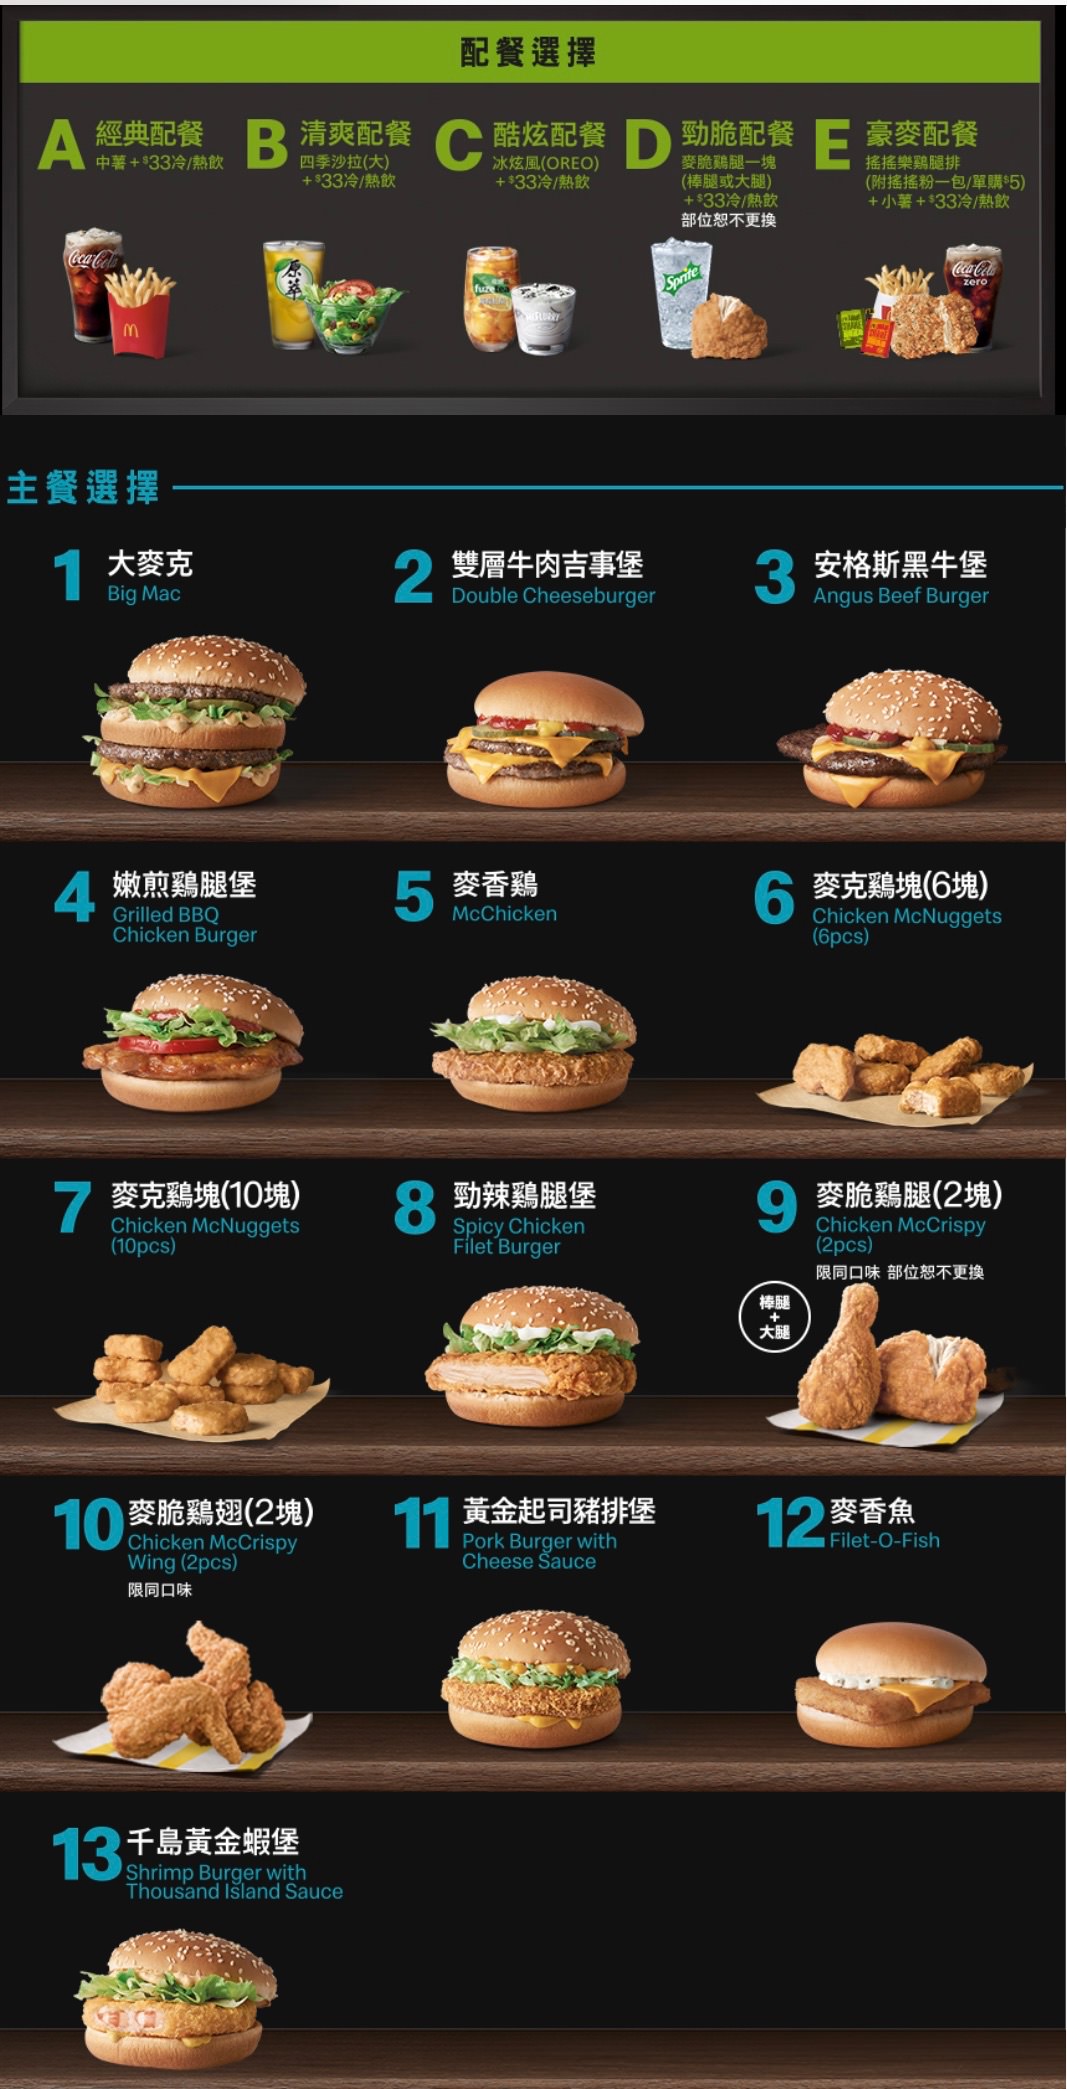 配餐選擇
A 經典配餐
中薯+$33冷/熱飲
B 清爽配餐
四季沙拉(大)
+$33冷/熱飲
C 酷炫配餐
冰炫風(OREO)
+$33冷/熱飲
D 勁脆配餐
麥脆鷄腿一塊
(棒腿或大腿)
+$33冷/熱飲
部位恕不更換
E 豪麥配餐
搖搖樂鷄腿排
(附搖搖粉一包/單購$5)
+小薯+$33冷/熱飲
Coca-Cola
原萃
fuze tea
Sprite
Coca-Cola
zero
主餐選擇
1 大麥克
Big Mac
2 雙層牛肉吉事堡
Double Cheeseburger
3 安格斯黑牛堡
Angus Beef Burger
4 嫩煎鷄腿堡
Grilled BBQ
Chicken Burger
5 麥香鷄
McChicken
6 麥克鷄塊(6塊)
Chicken McNuggets
(6pcs)
7 麥克鷄塊(10塊)
Chicken McNuggets
(10pcs)
8 勁辣鷄腿堡
Spicy Chicken
Filet Burger
9 麥脆鷄腿(2塊)
Chicken McCrispy
(2pcs)
限同口味 部位恕不更換
棒腿
+
大腿
10 麥脆鷄翅(2塊)
Chicken McCrispy
Wing (2pcs)
限同口味
11 黃金起司豬排堡
Pork Burger with
Cheese Sauce
12 麥香魚
Filet-O-Fish
13 千島黃金蝦堡
Shrimp Burger with
Thousand Island Sauce